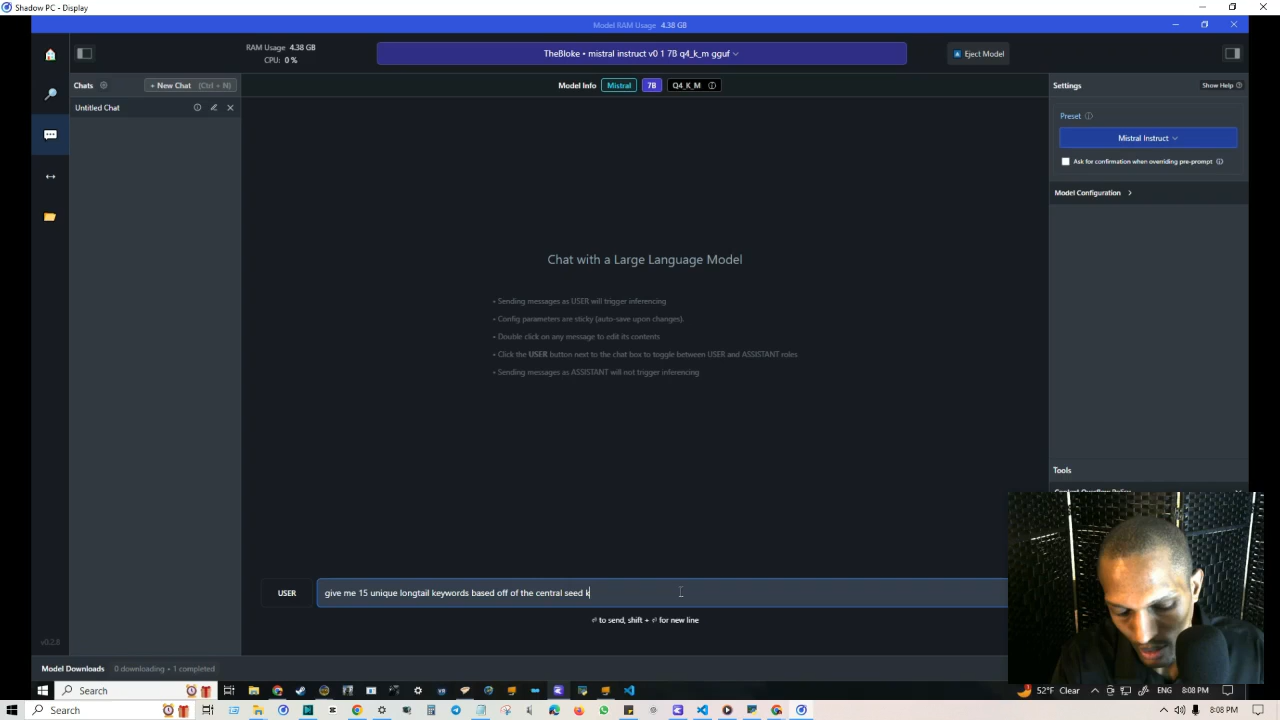 Shadow PC - Display
Model RAM Usage 4.38 GB
RAM Usage 4.38 GB
CPU: 0 %
TheBloke • mistral instruct v0 1 7B q4_k_m gguf
Eject Model
Chats
+ New Chat (Ctrl + N)
Model Info Mistral 7B Q4_K_M
Settings
Show Help
Untitled Chat
Preset
Mistral Instruct
Ask for confirmation when overriding pre-prompt
Model Configuration
Chat with a Large Language Model
• Sending messages as USER will trigger inferencing
• Config parameters are sticky (auto-save upon changes).
• Double click on any message to edit its contents
• Click the USER button next to the chat box to toggle between USER and ASSISTANT roles
• Sending messages as ASSISTANT will not trigger inferencing
Tools
USER
give me 15 unique longtail keywords based off of the central seed k
to send, shift + for new line
v0.2.8
Model Downloads 0 downloading • 1 completed
Search
52°F Clear
ENG 8:08 PM
Search
ENG 8:08 PM